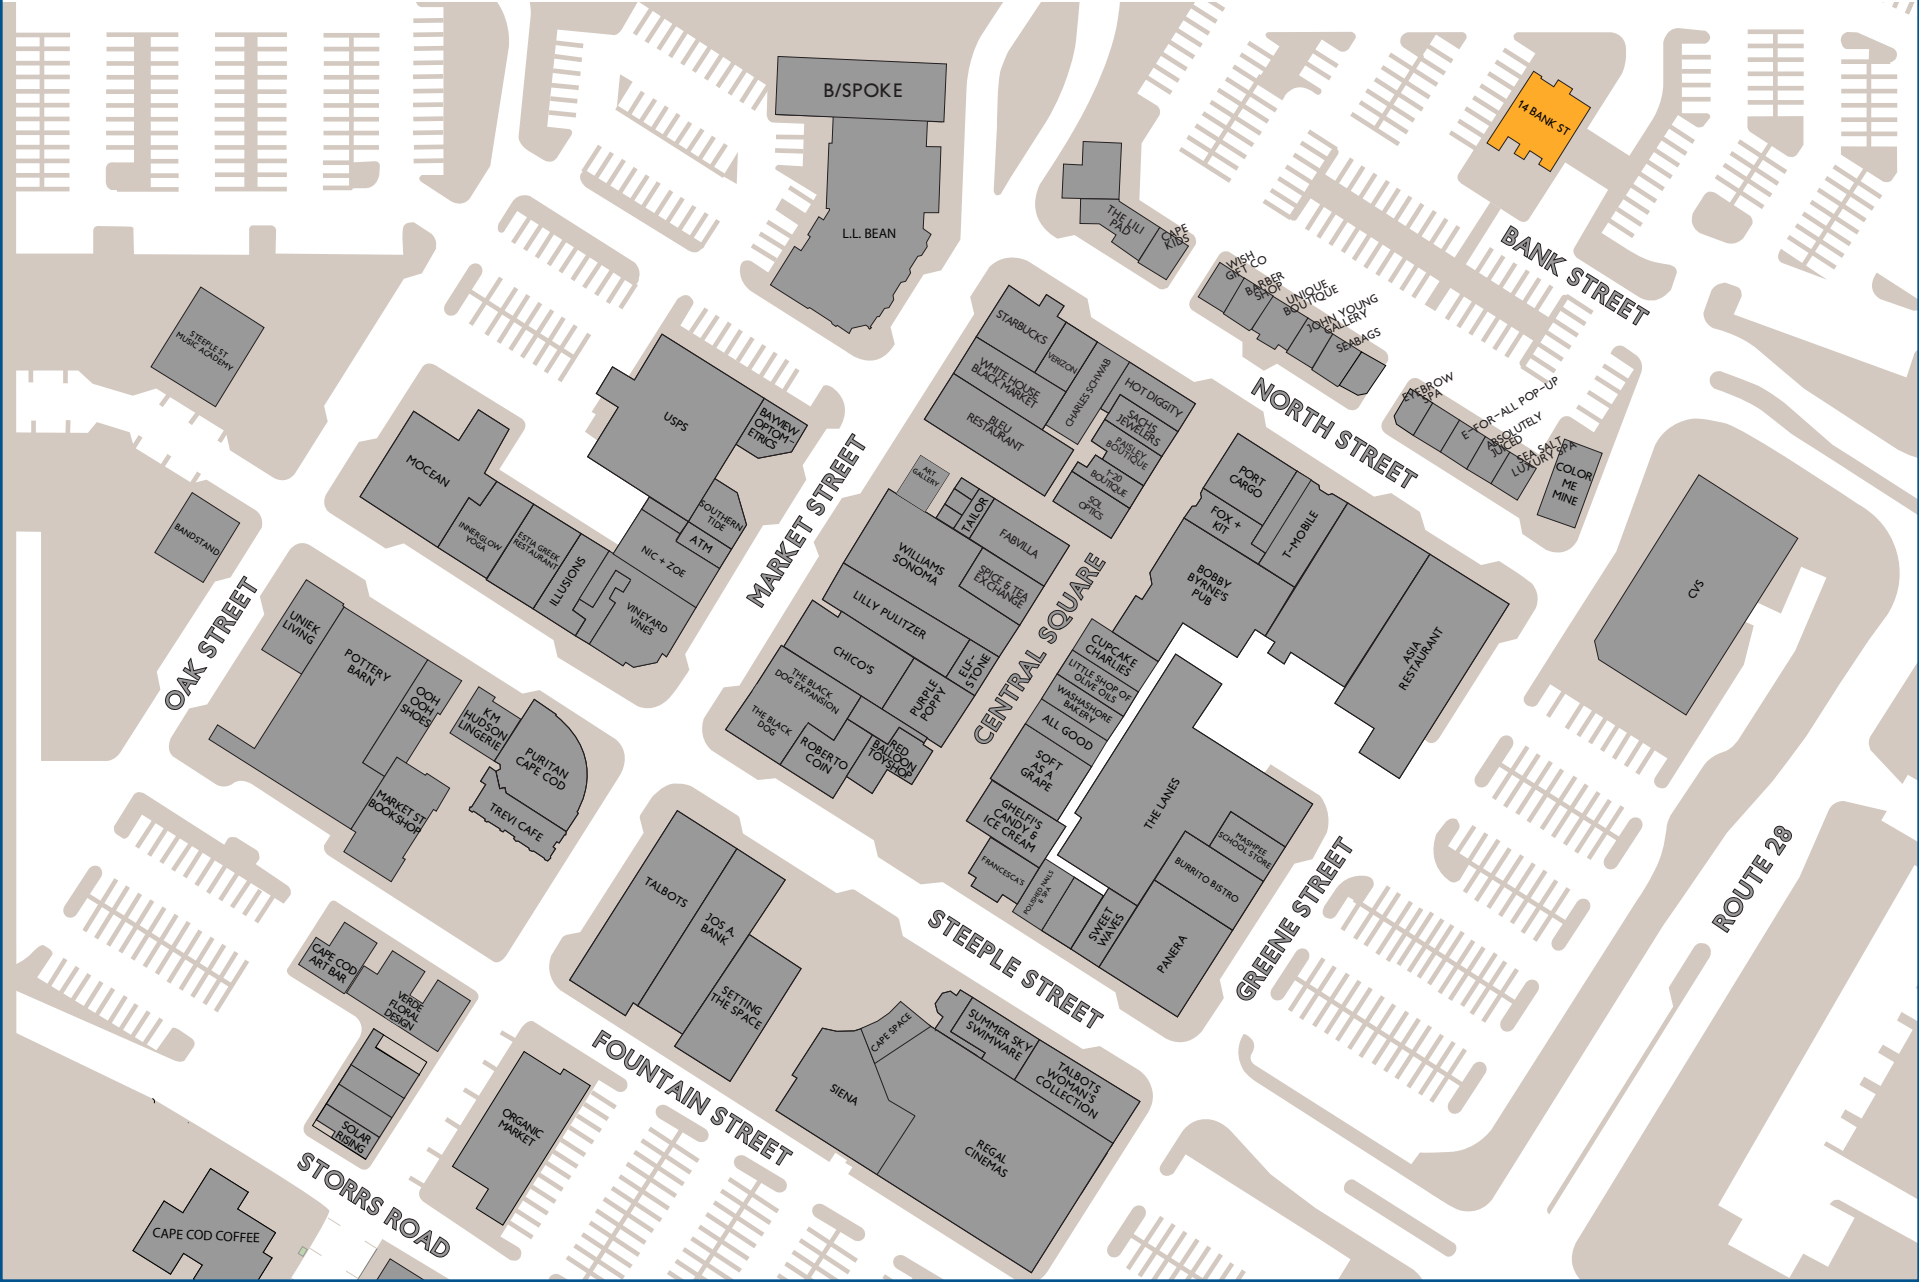 B/SPOKE
L.L. BEAN
14 BANK ST
BANK STREET
THE LILI
PAD
CAPE
KIDS
WISH
GIFT CO
BARBER
SHOP
UNIQUE
BOUTIQUE
JOHN YOUNG
GALLERY
SEABAGS
EYEBROW
SPA
E-FOR-ALL POP-UP
ABSOLUTELY
JUICED
SEA SALT
LUXURY SPA
COLOR
ME
MINE
NORTH STREET
CVS
STEEPLE ST
MUSIC ACADEMY
BANDSTAND
OAK STREET
MOCEAN
INNERGLOW
YOGA
ESTIA GREEK
RESTAURANT
ILLUSIONS
USPS
BAYVIEW
OPTOM-
ETRICS
SOUTHERN
TIDE
ATM
NIC + ZOE
VINEYARD
VINES
MARKET STREET
STARBUCKS
VERIZON
WHITE HOUSE
BLACK MARKET
CHARLES SCHWAB
BLEU
RESTAURANT
HOT DIGGITY
SACHS
JEWELERS
PAISLEY
BOUTIQUE
1-20
BOUTIQUE
SOL
OPTICS
ART
GALLERY
TAILOR
FABVILLA
WILLIAMS
SONOMA
SPICE & TEA
EXCHANGE
LILLY PULITZER
ELF-
STONE
CHICO'S
PURPLE
POPPY
THE BLACK
DOG EXPANSION
THE BLACK
DOG
ROBERTO
COIN
RED
BALLOON
TOYSHOP
CENTRAL SQUARE
PORT
CARGO
FOX +
KIT
T-MOBILE
BOBBY
BYRNE'S
PUB
ASIA
RESTAURANT
CUPCAKE
CHARLIES
LITTLE SHOP OF
OLIVE OILS
WASHASHORE
BAKERY
ALL GOOD
SOFT
AS A
GRAPE
GHELFI'S
CANDY &
ICE CREAM
FRANCESCA'S
POLISHED NAILS
& SPA
SWEET
WAVES
THE LANES
MASHPEE
SCHOOL STORE
BURRITO BISTRO
PANERA
GREENE STREET
ROUTE 28
UNIEK
LIVING
POTTERY
BARN
OOH
OOH
SHOES
KM
HUDSON
LINGERIE
PURITAN
CAPE COD
TREVI CAFE
MARKET ST
BOOKSHOP
TALBOTS
JOS A.
BANK
SETTING
THE SPACE
STEEPLE STREET
CAPE COD
ART BAR
VERDE
FLORAL
DESIGN
SOLAR
RISING
ORGANIC
MARKET
FOUNTAIN STREET
CAPE SPACE
SIENA
SUMMER SKY
SWIMWARE
TALBOTS
WOMAN'S
COLLECTION
REGAL
CINEMAS
STORRS ROAD
CAPE COD COFFEE